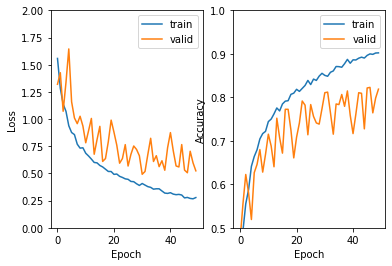 2.00
1.75
1.50
1.25
1.00
0.75
0.50
0.25
0.00
Loss
0 20 40
Epoch
train
valid
1.0
0.9
0.8
0.7
0.6
0.5
Accuracy
0 20 40
Epoch
train
valid